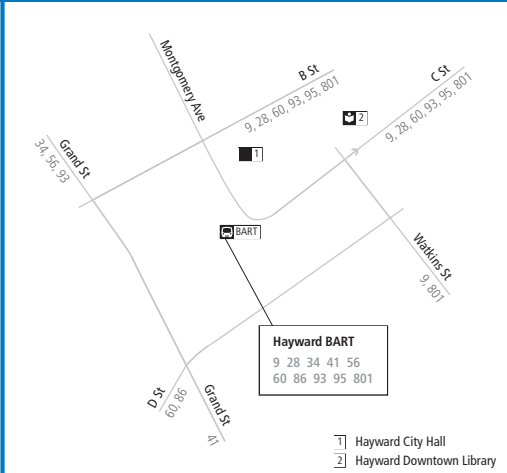 Montgomery Ave
B St
9, 28, 60, 93, 95, 801
C St
9, 28, 60, 93, 95, 801
2
Grand St
34, 56, 93
1
BART
Watkins St
9, 801
Hayward BART
9 28 34 41 56
60 86 93 95 801
D St
60, 86
Grand St
41
1 Hayward City Hall
2 Hayward Downtown Library